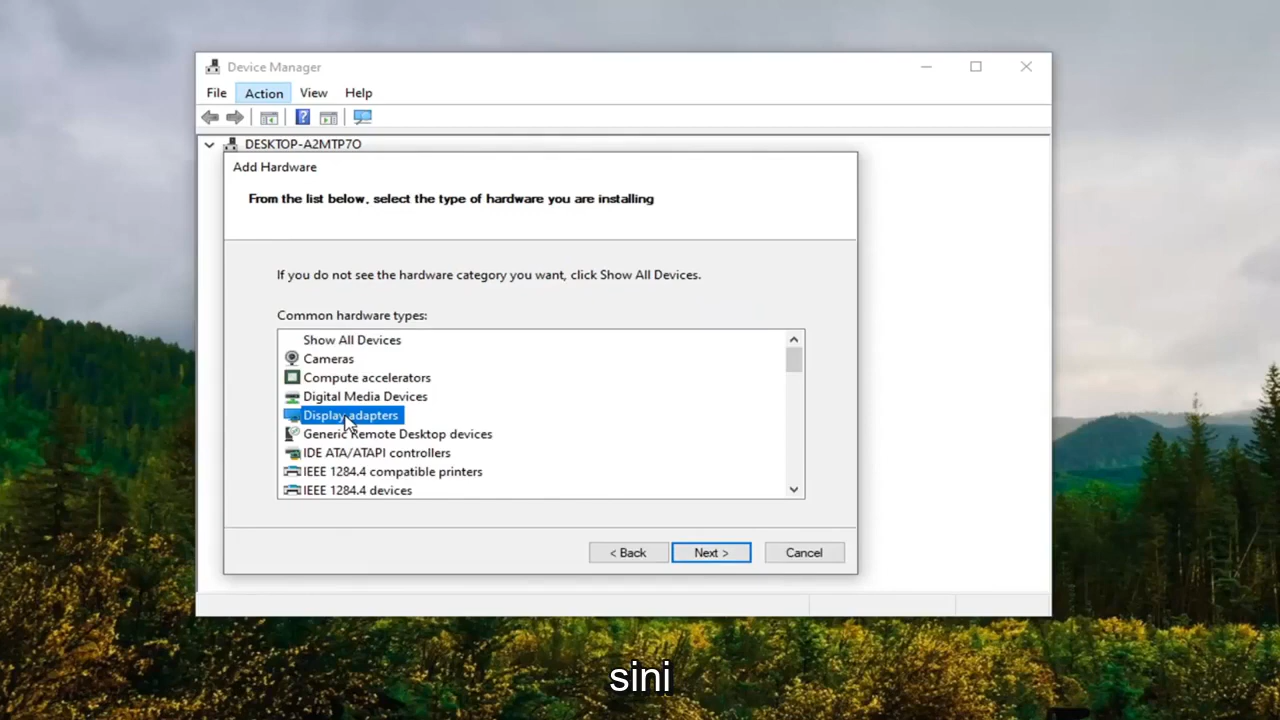 Device Manager
File Action View Help
DESKTOP-A2MTP7O
Add Hardware
From the list below, select the type of hardware you are installing
If you do not see the hardware category you want, click Show All Devices.
Common hardware types:
Show All Devices
Cameras
Compute accelerators
Digital Media Devices
Display adapters
Generic Remote Desktop devices
IDE ATA/ATAPI controllers
IEEE 1284.4 compatible printers
IEEE 1284.4 devices
< Back Next > Cancel
sini